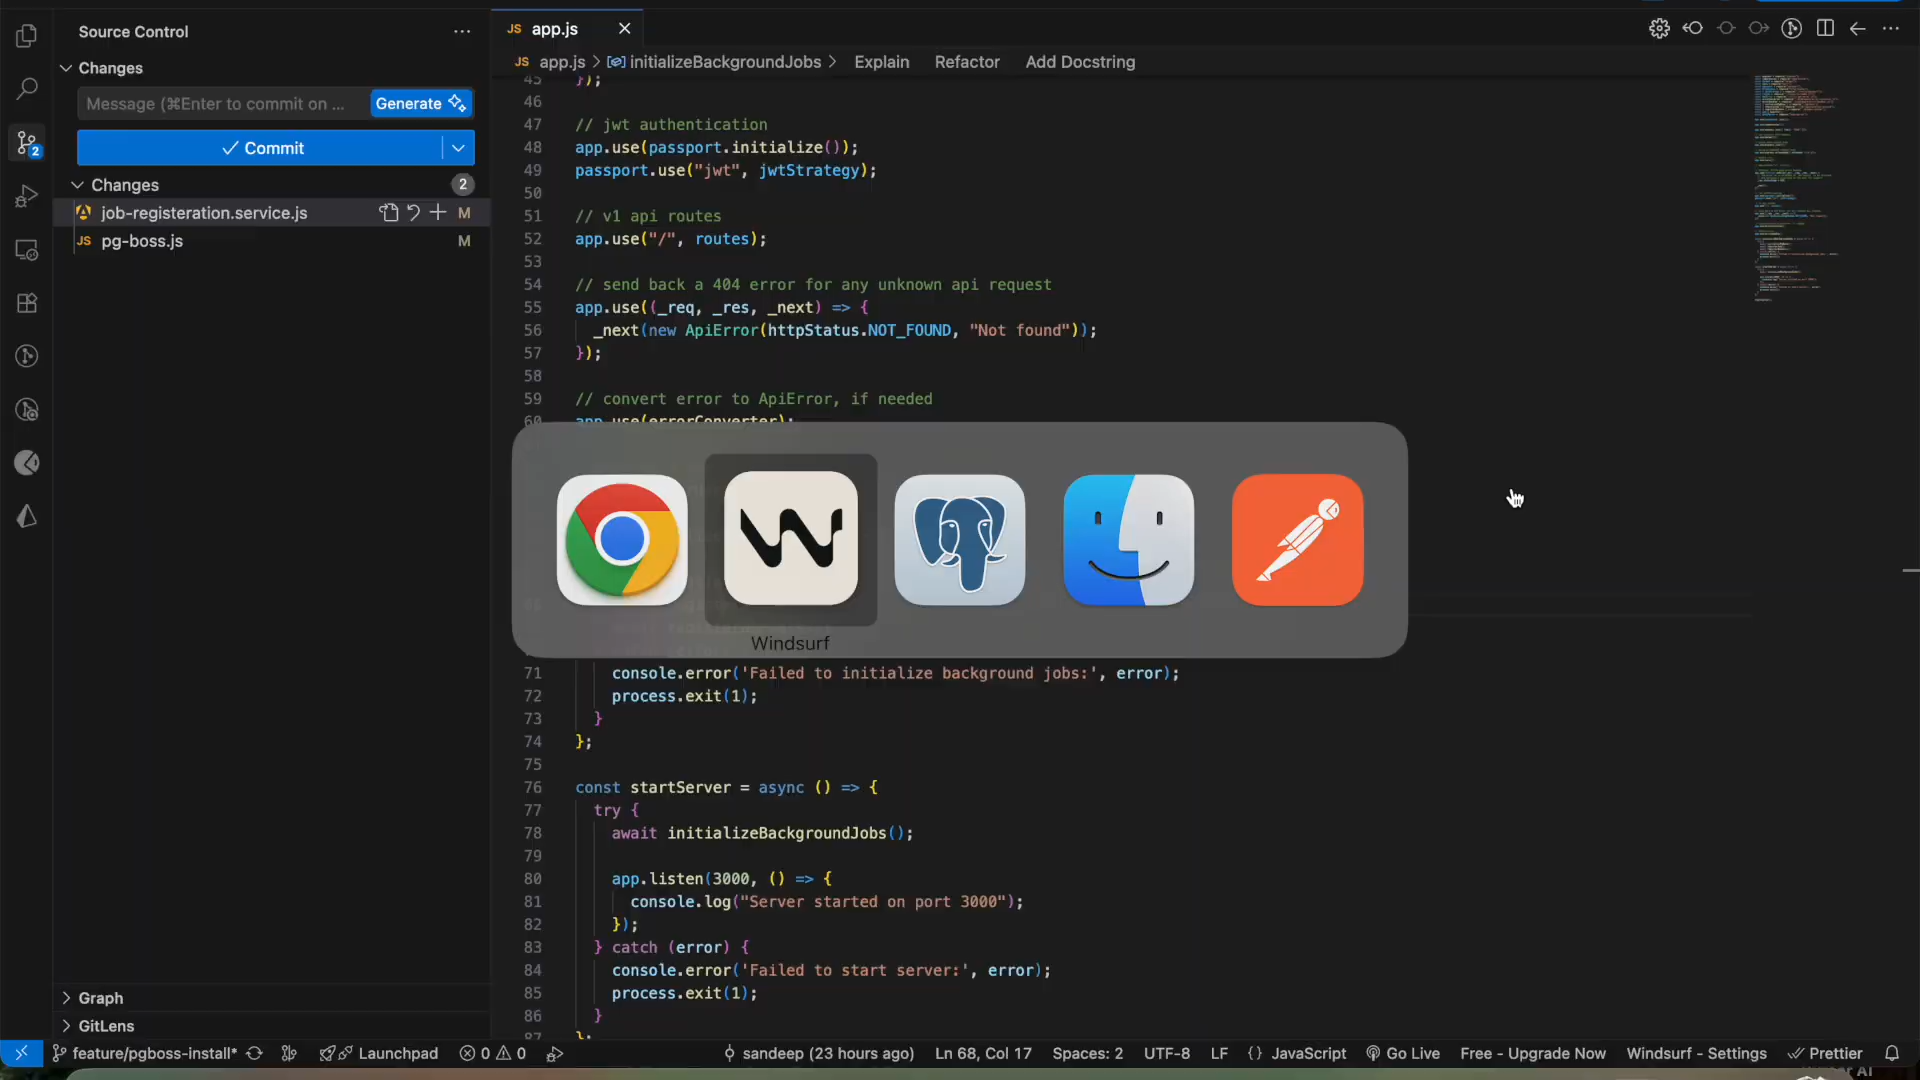 Source Control
Changes
Message (⌘Enter to commit on ...
Generate
Commit
Changes
2
job-registeration.service.js
M
pg-boss.js
M
2
Graph
GitLens
JS app.js
JS app.js > initializeBackgroundJobs > Explain Refactor Add Docstring
45 });
46
47 // jwt authentication
48 app.use(passport.initialize());
49 passport.use("jwt", jwtStrategy);
50
51 // v1 api routes
52 app.use("/", routes);
53
54 // send back a 404 error for any unknown api request
55 app.use((_req, _res, _next) => {
56 _next(new ApiError(httpStatus.NOT_FOUND, "Not found"));
57 });
58
59 // convert error to ApiError, if needed
60 app.use(errorConverter);
Windsurf
71 console.error('Failed to initialize background jobs:', error);
72 process.exit(1);
73 }
74 };
75
76 const startServer = async () => {
77 try {
78 await initializeBackgroundJobs();
79
80 app.listen(3000, () => {
81 console.log("Server started on port 3000");
82 });
83 } catch (error) {
84 console.error('Failed to start server:', error);
85 process.exit(1);
86 }
87 };
feature/pgboss-install* Launchpad 0 0 sandeep (23 hours ago) Ln 68, Col 17 Spaces: 2 UTF-8 LF {} JavaScript Go Live Free - Upgrade Now Windsurf - Settings Prettier